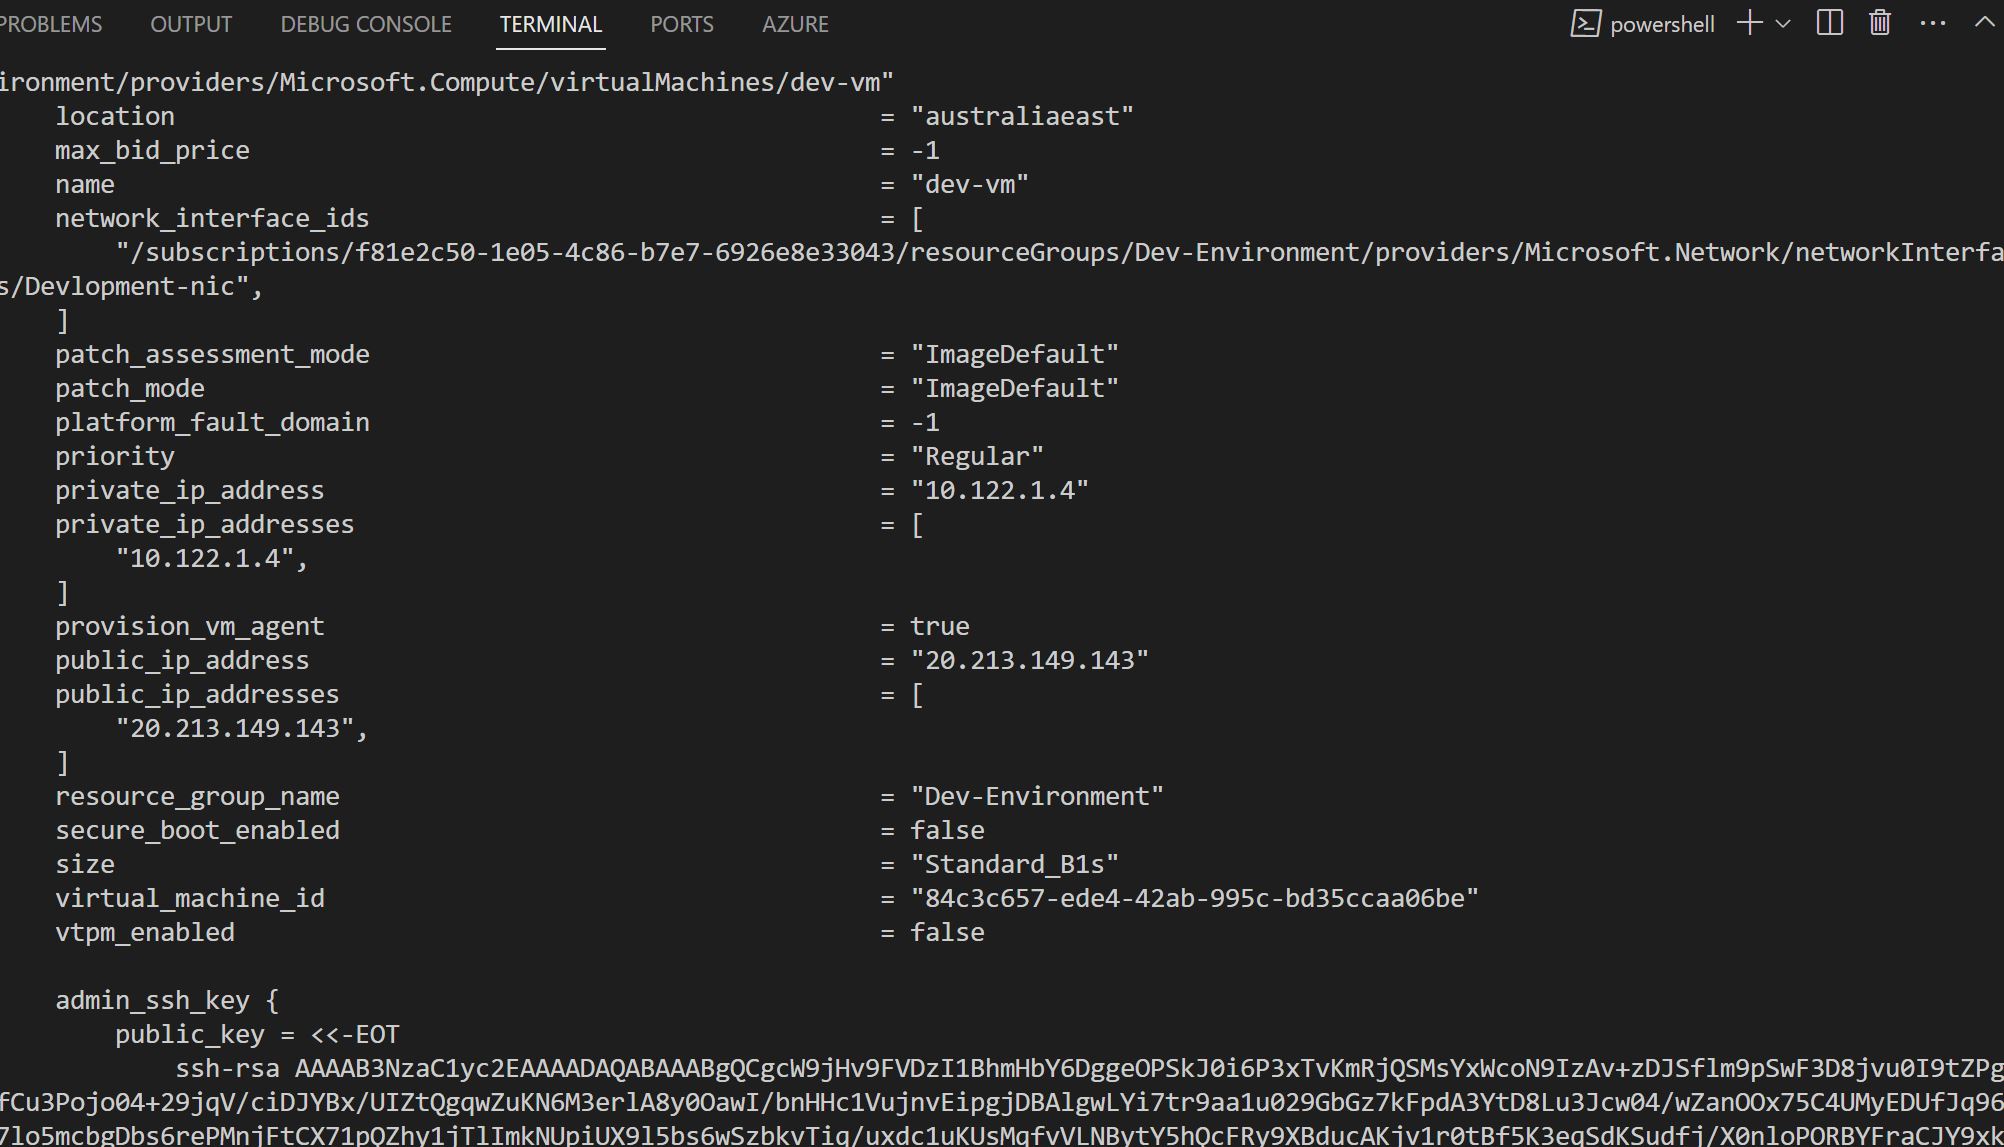 PROBLEMS OUTPUT DEBUG CONSOLE TERMINAL PORTS AZURE powershell
ironment/providers/Microsoft.Compute/virtualMachines/dev-vm"
location = "australiaeast"
max_bid_price = -1
name = "dev-vm"
network_interface_ids = [
"/subscriptions/f81e2c50-1e05-4c86-b7e7-6926e8e33043/resourceGroups/Dev-Environment/providers/Microsoft.Network/networkInterfa
s/Devlopment-nic",
]
patch_assessment_mode = "ImageDefault"
patch_mode = "ImageDefault"
platform_fault_domain = -1
priority = "Regular"
private_ip_address = "10.122.1.4"
private_ip_addresses = [
"10.122.1.4",
]
provision_vm_agent = true
public_ip_address = "20.213.149.143"
public_ip_addresses = [
"20.213.149.143",
]
resource_group_name = "Dev-Environment"
secure_boot_enabled = false
size = "Standard_B1s"
virtual_machine_id = "84c3c657-ede4-42ab-995c-bd35ccaa06be"
vtpm_enabled = false
admin_ssh_key {
public_key = <<-EOT
ssh-rsa AAAAB3NzaC1yc2EAAAADAQABAAABgQCgcW9jHv9FVDzI1BhmHbY6DggeOPSkJ0i6P3xTvKmRjQSMsYxWcoN9IzAv+zDJSflm9pSwF3D8jvu0I9tZPg
fCu3Pojo04+29jqV/ciDJYBx/UIZtQgqwZuKN6M3erlA8y0OawI/bnHHc1VujnvEipgjDBAlgwLYi7tr9aa1u029GbGz7kFpdA3YtD8Lu3Jcw04/wZanOOx75C4UMyEDUfJq96
7lo5mcbgDbs6rePMnjFtCX71pQZhy1jTlImkNUpiUX9l5bs6wSzbkvTiq/uxdc1uKUsMqfvVLNBytY5hQcFRy9XBducAKjv1r0tBf5K3eqSdKSudfj/X0nloPORBYFraCJY9xk